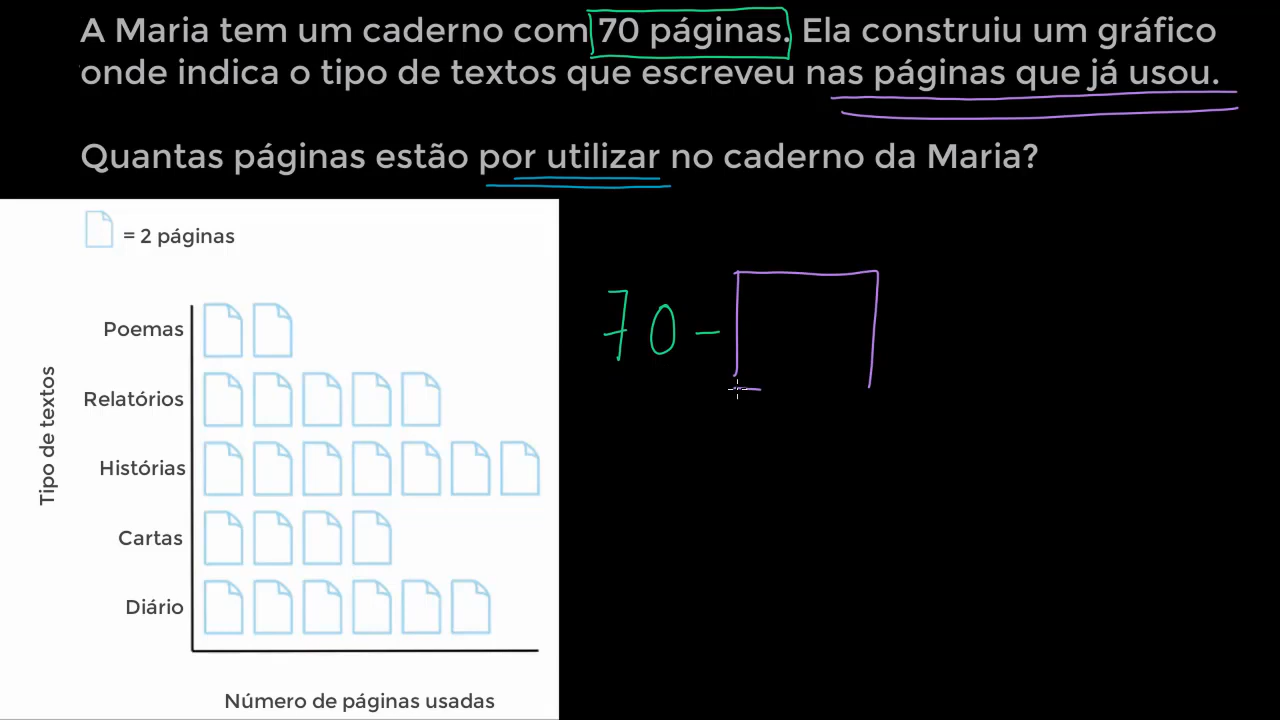 A Maria tem um caderno com 70 páginas. Ela construiu um gráfico
onde indica o tipo de textos que escreveu nas páginas que já usou.
Quantas páginas estão por utilizar no caderno da Maria?
= 2 páginas
70 -
Tipo de textos
Poemas
Relatórios
Histórias
Cartas
Diário
Número de páginas usadas